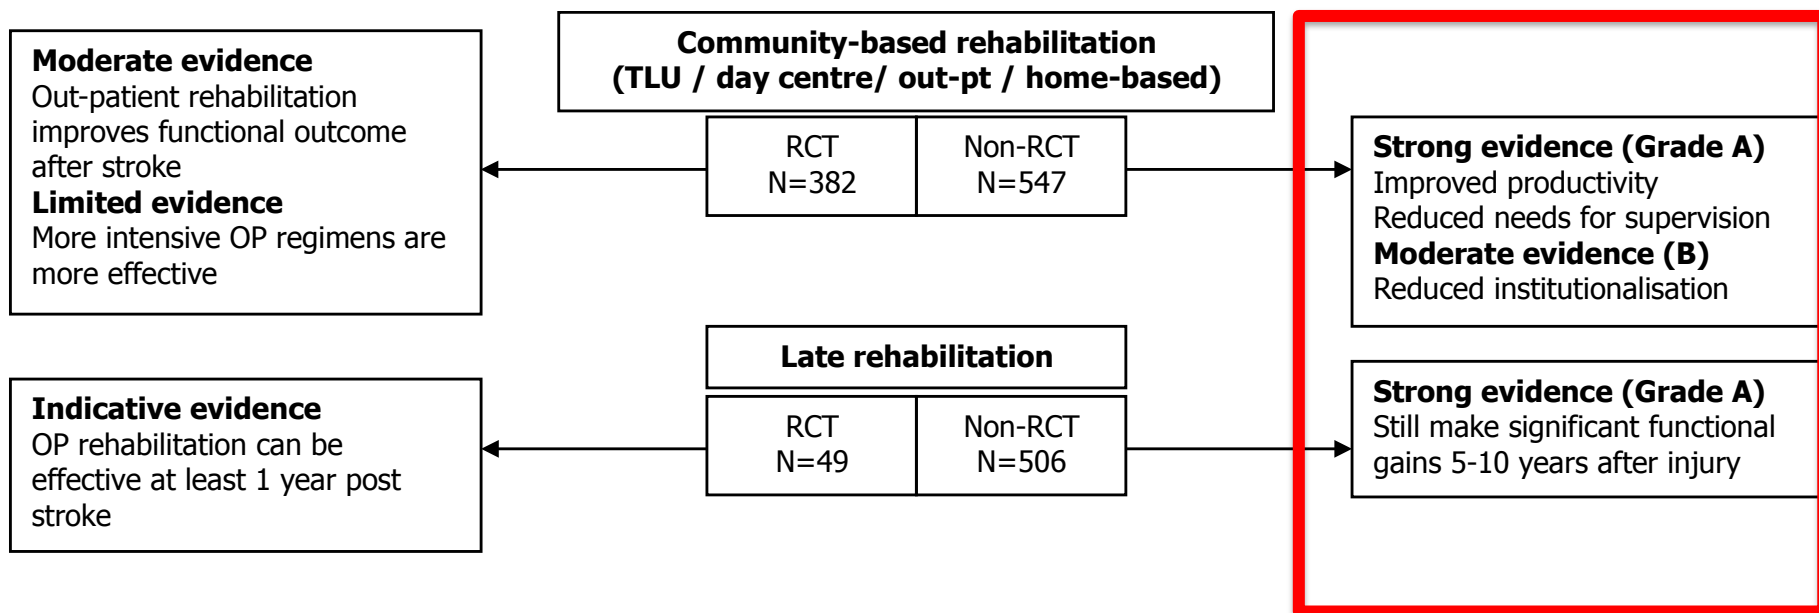 Community-based rehabilitation
(TLU / day centre/ out-pt / home-based)
Moderate evidence
Out-patient rehabilitation
improves functional outcome
after stroke
Limited evidence
More intensive OP regimens are
more effective
RCT
N=382
Non-RCT
N=547
Strong evidence (Grade A)
Improved productivity
Reduced needs for supervision
Moderate evidence (B)
Reduced institutionalisation
Late rehabilitation
Indicative evidence
OP rehabilitation can be
effective at least 1 year post
stroke
RCT
N=49
Non-RCT
N=506
Strong evidence (Grade A)
Still make significant functional
gains 5-10 years after injury